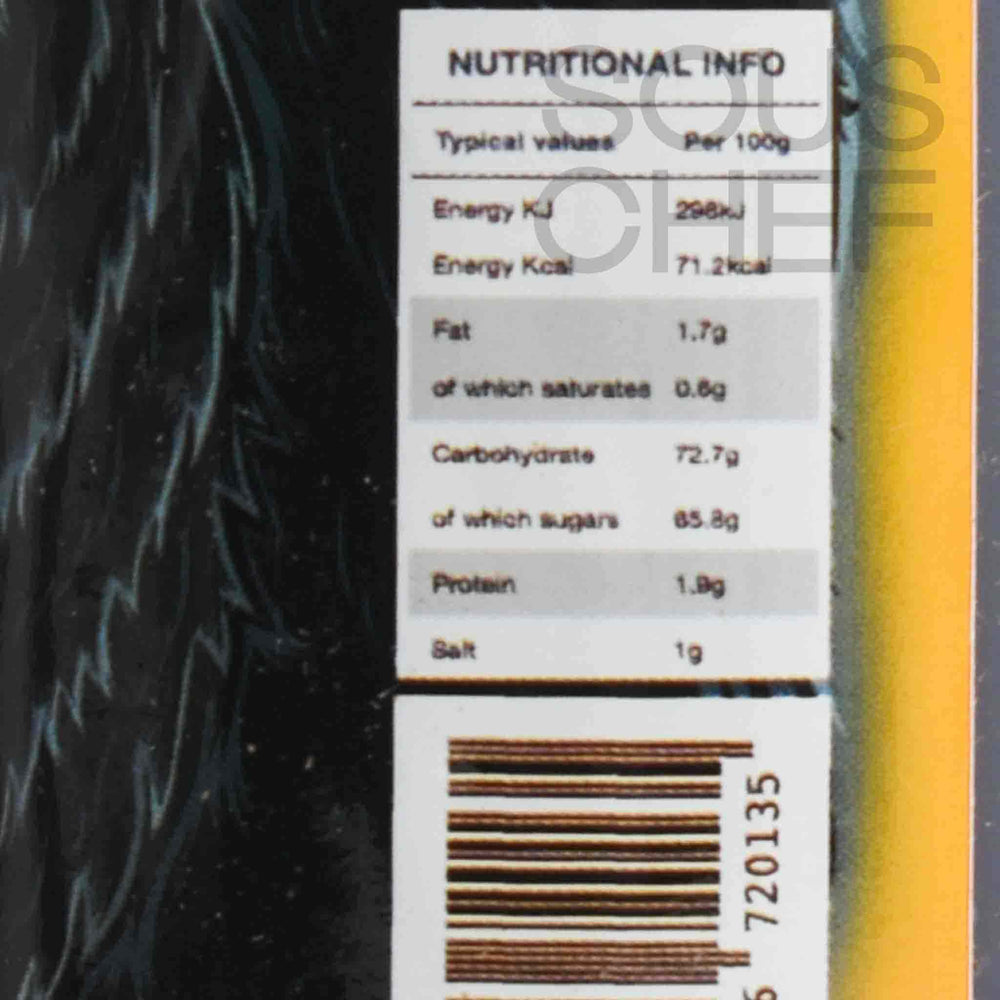 NUTRITIONAL INFO
Typical values Per 100g
Energy KJ 298kJ
Energy Kcal 71.2kcal
Fat 1.7g
of which saturates 0.6g
Carbohydrate 72.7g
of which sugars 65.8g
Protein 1.9g
Salt 1g
SOUS
CHEF
720135